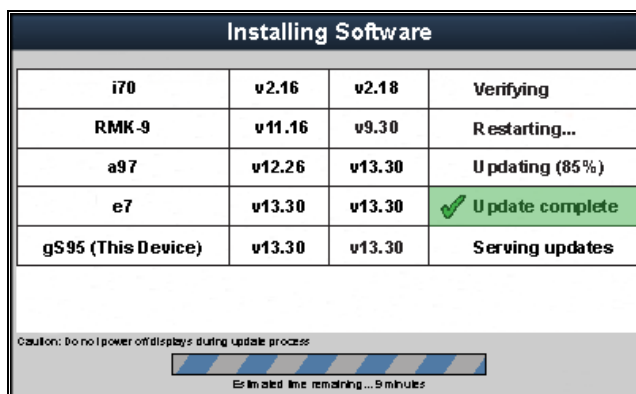 Installing Software
i70 v2.16 v2.18 Verifying
RMK-9 v11.16 v9.30 Restarting...
a97 v12.26 v13.30 Updating (85%)
e7 v13.30 v13.30 Update complete
gS95 (This Device) v13.30 v13.30 Serving updates
Caution: Do not power off displays during update process
Estimated time remaining... 9 minutes